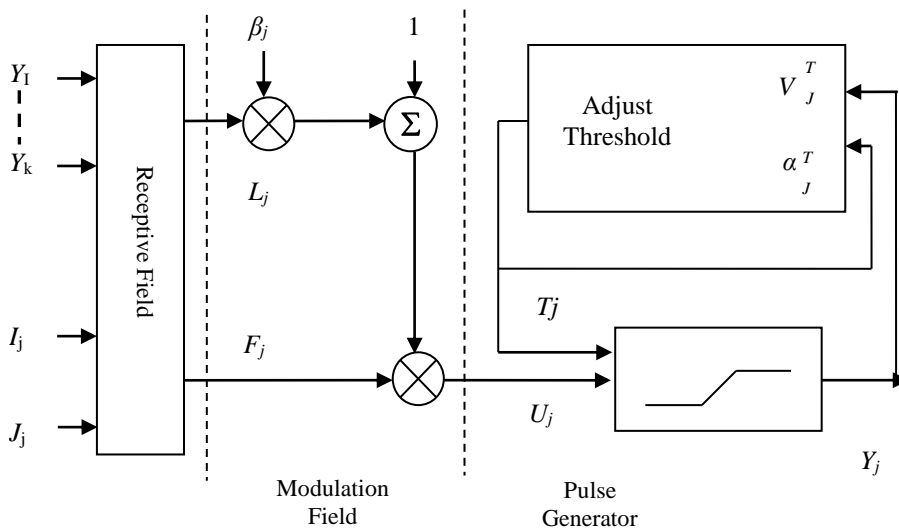 β_j
1
Y_I
Y_k
I_j
J_j
Receptive Field
Σ
L_j
F_j
Adjust
Threshold
V_J^T
α_J^T
Tj
U_j
Y_j
Modulation
Field
Pulse
Generator